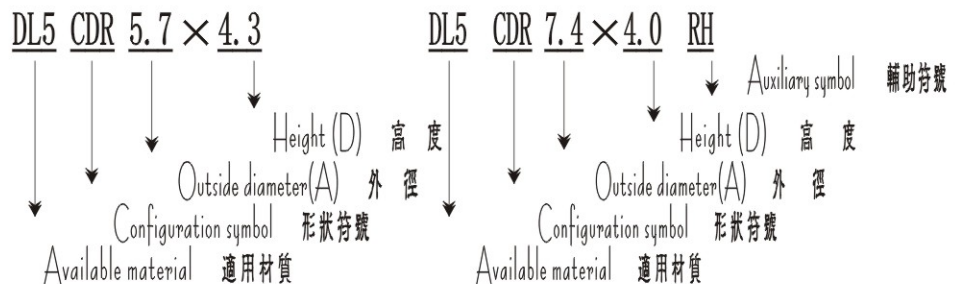 DL5 CDR 5.7×4.3
Height (D) 高度
Outside diameter(A) 外徑
Configuration symbol 形狀符號
Available material 適用材質
DL5 CDR 7.4×4.0 RH
Auxiliary symbol 輔助符號
Height (D) 高度
Outside diameter(A) 外徑
Configuration symbol 形狀符號
Available material 適用材質